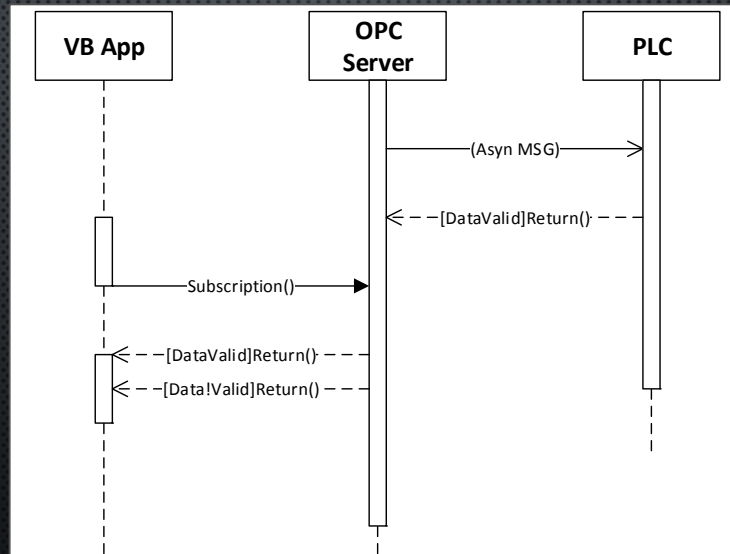 VB App
OPC
Server
PLC
(Asyn MSG)
[DataValid]Return()
Subscription()
[DataValid]Return()
[Data!Valid]Return()